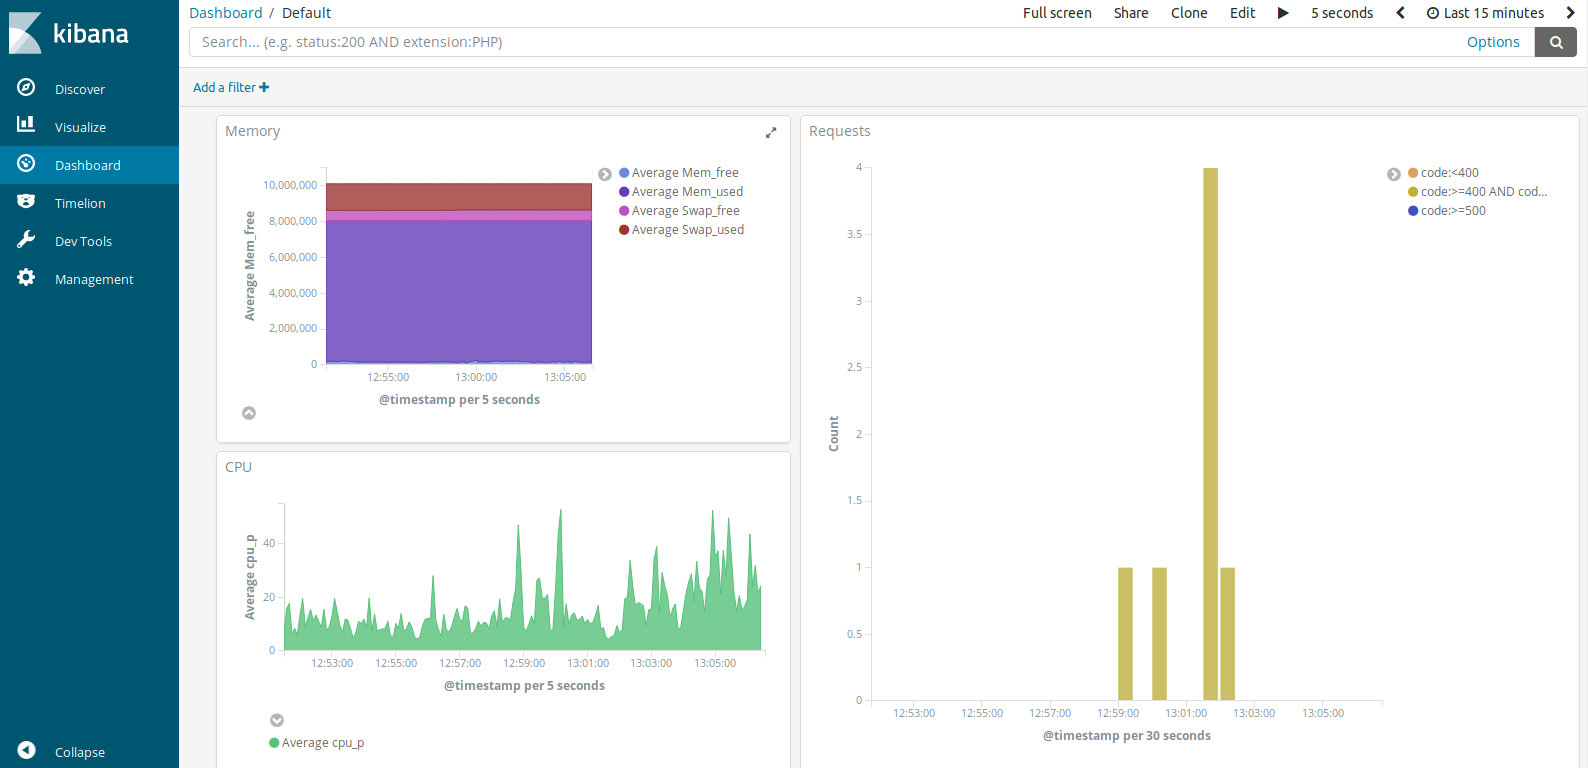 kibana
Discover
Visualize
Dashboard
Timelion
Dev Tools
Management
Collapse
Dashboard / Default
Full screen Share Clone Edit 5 seconds Last 15 minutes
Search... (e.g. status:200 AND extension:PHP)
Options
Add a filter
Memory
Average Mem_free
10,000,000
8,000,000
6,000,000
4,000,000
2,000,000
0
12:55:00 13:00:00 13:05:00
@timestamp per 5 seconds
Average Mem_free
Average Mem_used
Average Swap_free
Average Swap_used
CPU
Average cpu_p
40
20
0
12:53:00 12:55:00 12:57:00 12:59:00 13:01:00 13:03:00 13:05:00
@timestamp per 5 seconds
Average cpu_p
Requests
Count
4
3.5
3
2.5
2
1.5
1
0.5
0
12:53:00 12:55:00 12:57:00 12:59:00 13:01:00 13:03:00 13:05:00
@timestamp per 30 seconds
code:<400
code:>=400 AND cod...
code:>=500